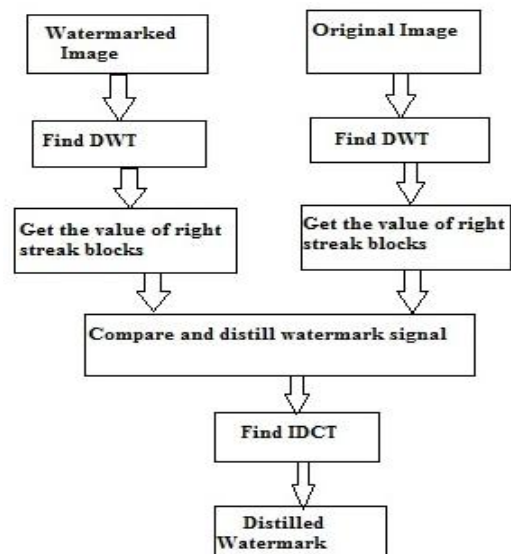 Watermarked
Image
Original Image
Find DWT
Find DWT
Get the value of right
streak blocks
Get the value of right
streak blocks
Compare and distill watermark signal
Find IDCT
Distilled
Watermark